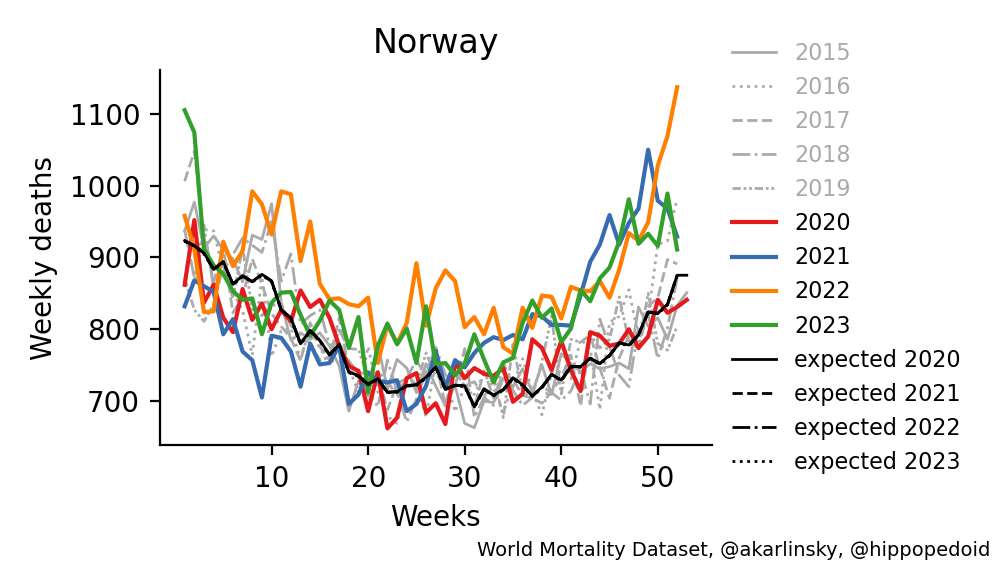 Norway
Weekly deaths
1100
1000
900
800
700
10 20 30 40 50
Weeks
2015
2016
2017
2018
2019
2020
2021
2022
2023
expected 2020
expected 2021
expected 2022
expected 2023
World Mortality Dataset, @akarlinsky, @hippopedoid